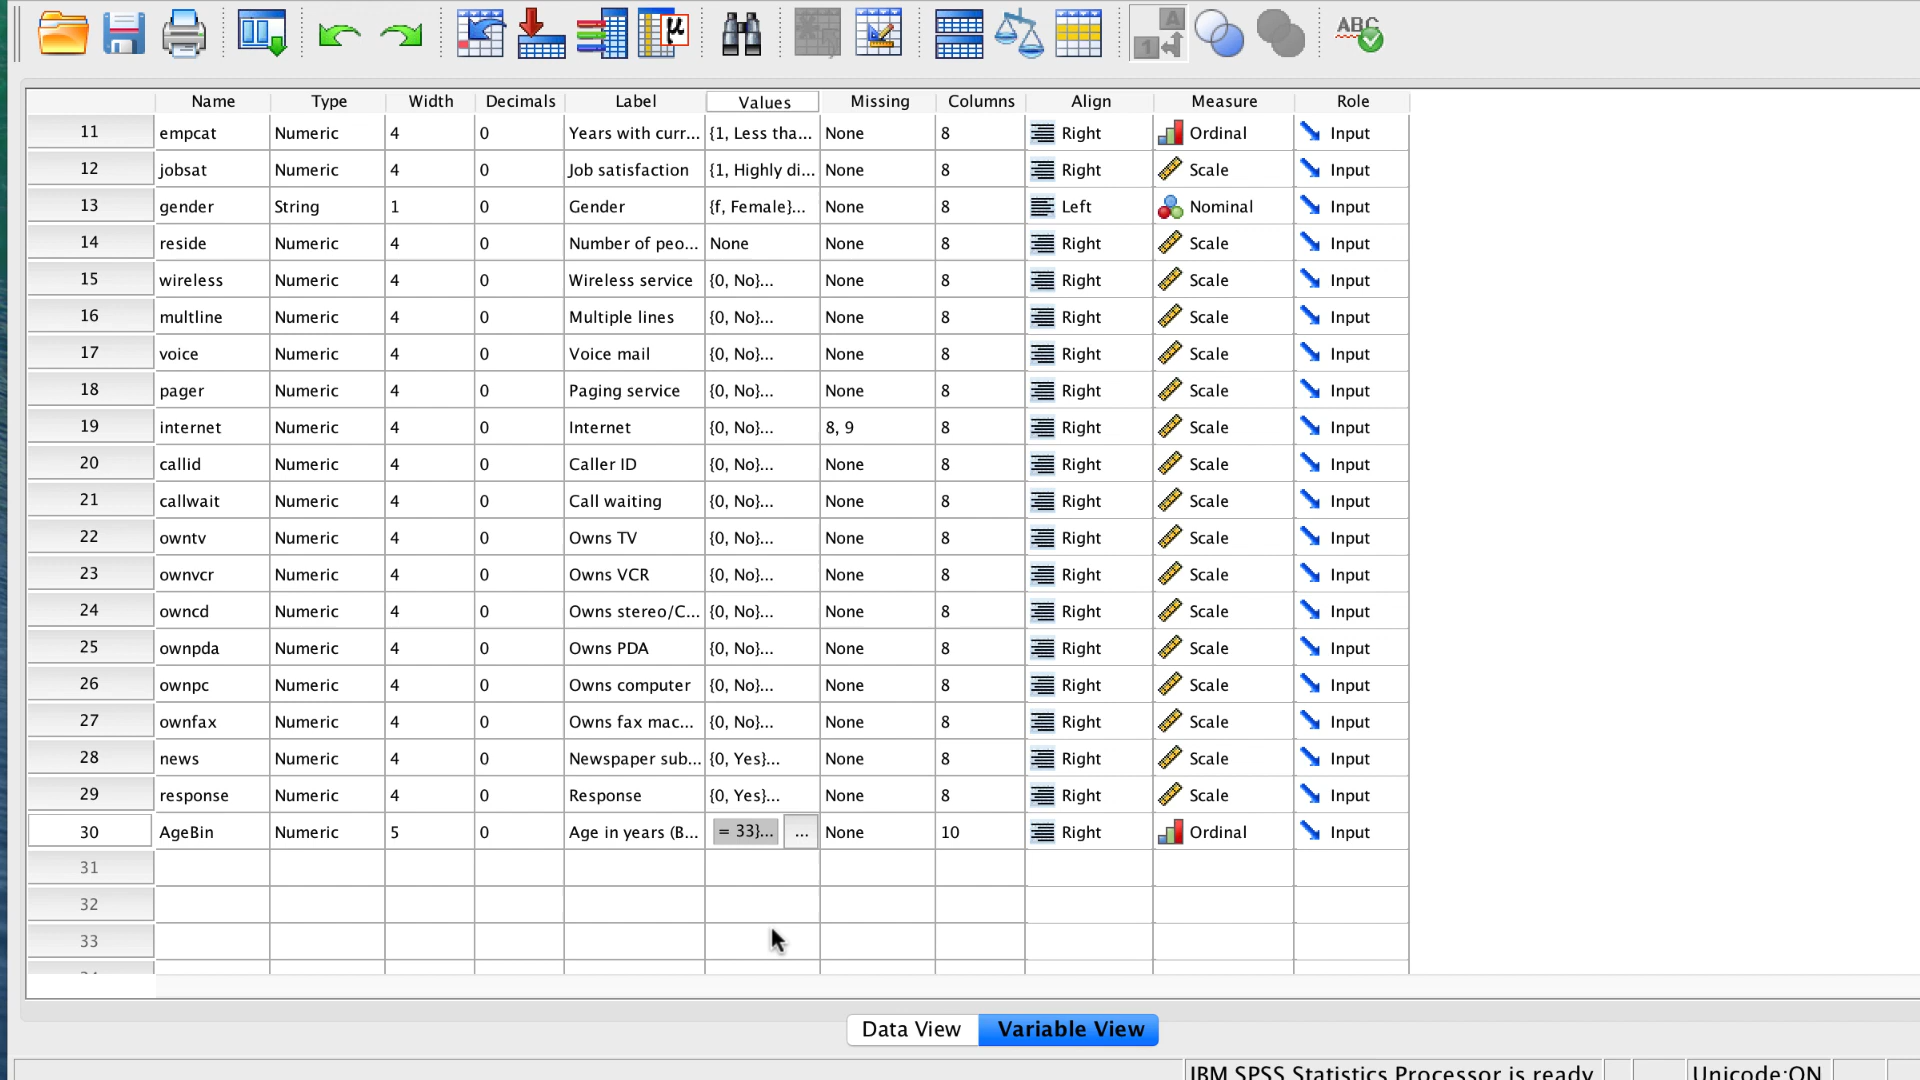 μ
A
1
ABC
Name Type Width Decimals Label Values Missing Columns Align Measure Role
11 empcat Numeric 4 0 Years with curr... {1, Less tha... None 8 Right Ordinal Input
12 jobsat Numeric 4 0 Job satisfaction {1, Highly di... None 8 Right Scale Input
13 gender String 1 0 Gender {f, Female}... None 8 Left Nominal Input
14 reside Numeric 4 0 Number of peo... None None 8 Right Scale Input
15 wireless Numeric 4 0 Wireless service {0, No}... None 8 Right Scale Input
16 multline Numeric 4 0 Multiple lines {0, No}... None 8 Right Scale Input
17 voice Numeric 4 0 Voice mail {0, No}... None 8 Right Scale Input
18 pager Numeric 4 0 Paging service {0, No}... None 8 Right Scale Input
19 internet Numeric 4 0 Internet {0, No}... 8, 9 8 Right Scale Input
20 callid Numeric 4 0 Caller ID {0, No}... None 8 Right Scale Input
21 callwait Numeric 4 0 Call waiting {0, No}... None 8 Right Scale Input
22 owntv Numeric 4 0 Owns TV {0, No}... None 8 Right Scale Input
23 ownvcr Numeric 4 0 Owns VCR {0, No}... None 8 Right Scale Input
24 owncd Numeric 4 0 Owns stereo/C... {0, No}... None 8 Right Scale Input
25 ownpda Numeric 4 0 Owns PDA {0, No}... None 8 Right Scale Input
26 ownpc Numeric 4 0 Owns computer {0, No}... None 8 Right Scale Input
27 ownfax Numeric 4 0 Owns fax mac... {0, No}... None 8 Right Scale Input
28 news Numeric 4 0 Newspaper sub... {0, Yes}... None 8 Right Scale Input
29 response Numeric 4 0 Response {0, Yes}... None 8 Right Scale Input
30 AgeBin Numeric 5 0 Age in years (B... = 33}... ... None 10 Right Ordinal Input
31
32
33
Data View Variable View
IBM SPSS Statistics Processor is ready Unicode:ON